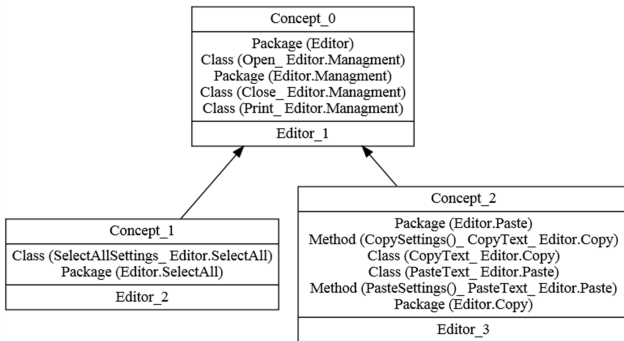 Concept_0
Package (Editor)
Class (Open_ Editor.Managment)
Package (Editor.Managment)
Class (Close_ Editor.Managment)
Class (Print_ Editor.Managment)
Editor_1
Concept_1
Class (SelectAllSettings_ Editor.SelectAll)
Package (Editor.SelectAll)
Editor_2
Concept_2
Package (Editor.Paste)
Method (CopySettings()_ CopyText_ Editor.Copy)
Class (CopyText_ Editor.Copy)
Class (PasteText_ Editor.Paste)
Method (PasteSettings()_ PasteText_ Editor.Paste)
Package (Editor.Copy)
Editor_3